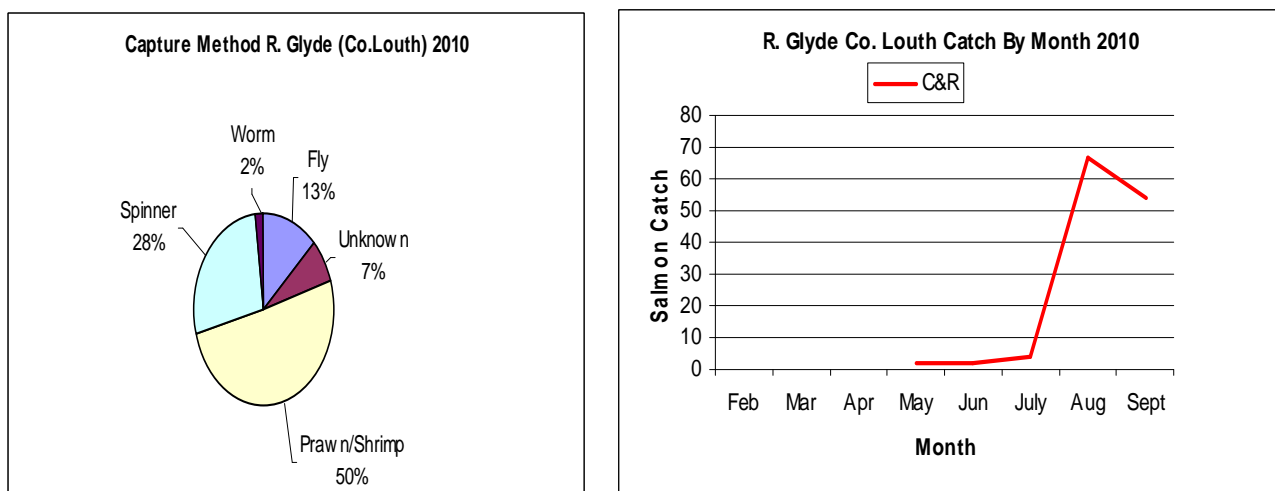 Capture Method R. Glyde (Co.Louth) 2010
Worm
2%
Fly
13%
Spinner
28%
Unknown
7%
Prawn/Shrimp
50%
R. Glyde Co. Louth Catch By Month 2010
C&R
Salmon Catch
80
70
60
50
40
30
20
10
0
Feb Mar Apr May Jun July Aug Sept
Month